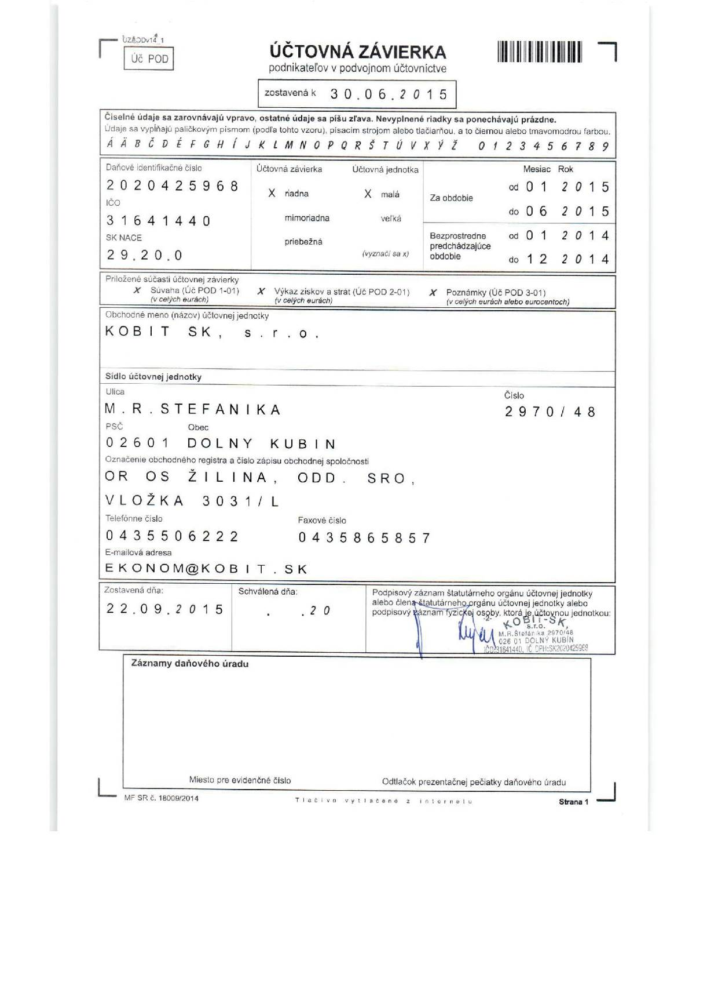 UZPODv14_1
Úč POD
ÚČTOVNÁ ZÁVIERKA
podnikateľov v podvojnom účtovníctve
zostavená k 30.06.2015
Číselné údaje sa zarovnávajú vpravo, ostatné údaje sa píšu zľava. Nevyplnené riadky sa ponechávajú prázdne.
Údaje sa vypĺňajú paličkovým písmom (podľa tohto vzoru), písacím strojom alebo tlačiarňou, a to čiernou alebo tmavomodrou farbou.
Á Ä B Č D É F G H Í J K L M N O P Q R Š T Ú V X Ý Ž 0 1 2 3 4 5 6 7 8 9
Daňové identifikačné číslo
2020425968
IČO
31641440
SK NACE
29.20.0
Účtovná závierka
X riadna
mimoriadna
priebežná
Účtovná jednotka
X malá
veľká
(vyznačí sa x)
Mesiac Rok
Za obdobie
od 01 2015
do 06 2015
Bezprostredne predchádzajúce obdobie
od 01 2014
do 12 2014
Priložené súčasti účtovnej závierky
X Súvaha (Úč POD 1-01)
(v celých eurách)
X Výkaz ziskov a strát (Úč POD 2-01)
(v celých eurách)
X Poznámky (Úč POD 3-01)
(v celých eurách alebo eurocentoch)
Obchodné meno (názov) účtovnej jednotky
KOBIT SK, s.r.o.
Sídlo účtovnej jednotky
Ulica
M.R.STEFANIKA
Číslo
2970/48
PSČ Obec
02601 DOLNY KUBIN
Označenie obchodného registra a číslo zápisu obchodnej spoločnosti
OR OS ŽILINA, ODD. SRO,
VLOŽKA 3031/L
Telefónne číslo
0435506222
Faxové číslo
0435865857
E-mailová adresa
EKONOM@KOBIT.SK
Zostavená dňa:
22.09.2015
Schválená dňa:
. .20
Podpisový záznam štatutárneho orgánu účtovnej jednotky
alebo člena štatutárneho orgánu účtovnej jednotky alebo
podpisový záznam fyzickej osoby, ktorá je účtovnou jednotkou:
-2-
KOBIT-SK,
s.r.o.
M.R.Štefánika 2970/48
026 01 DOLNÝ KUBÍN
IČO:31641440, IČ DPH:SK2020425968
Záznamy daňového úradu
Miesto pre evidenčné číslo
Odtlačok prezentačnej pečiatky daňového úradu
MF SR č. 18009/2014
Tlačivo vytlačené z internetu
Strana 1